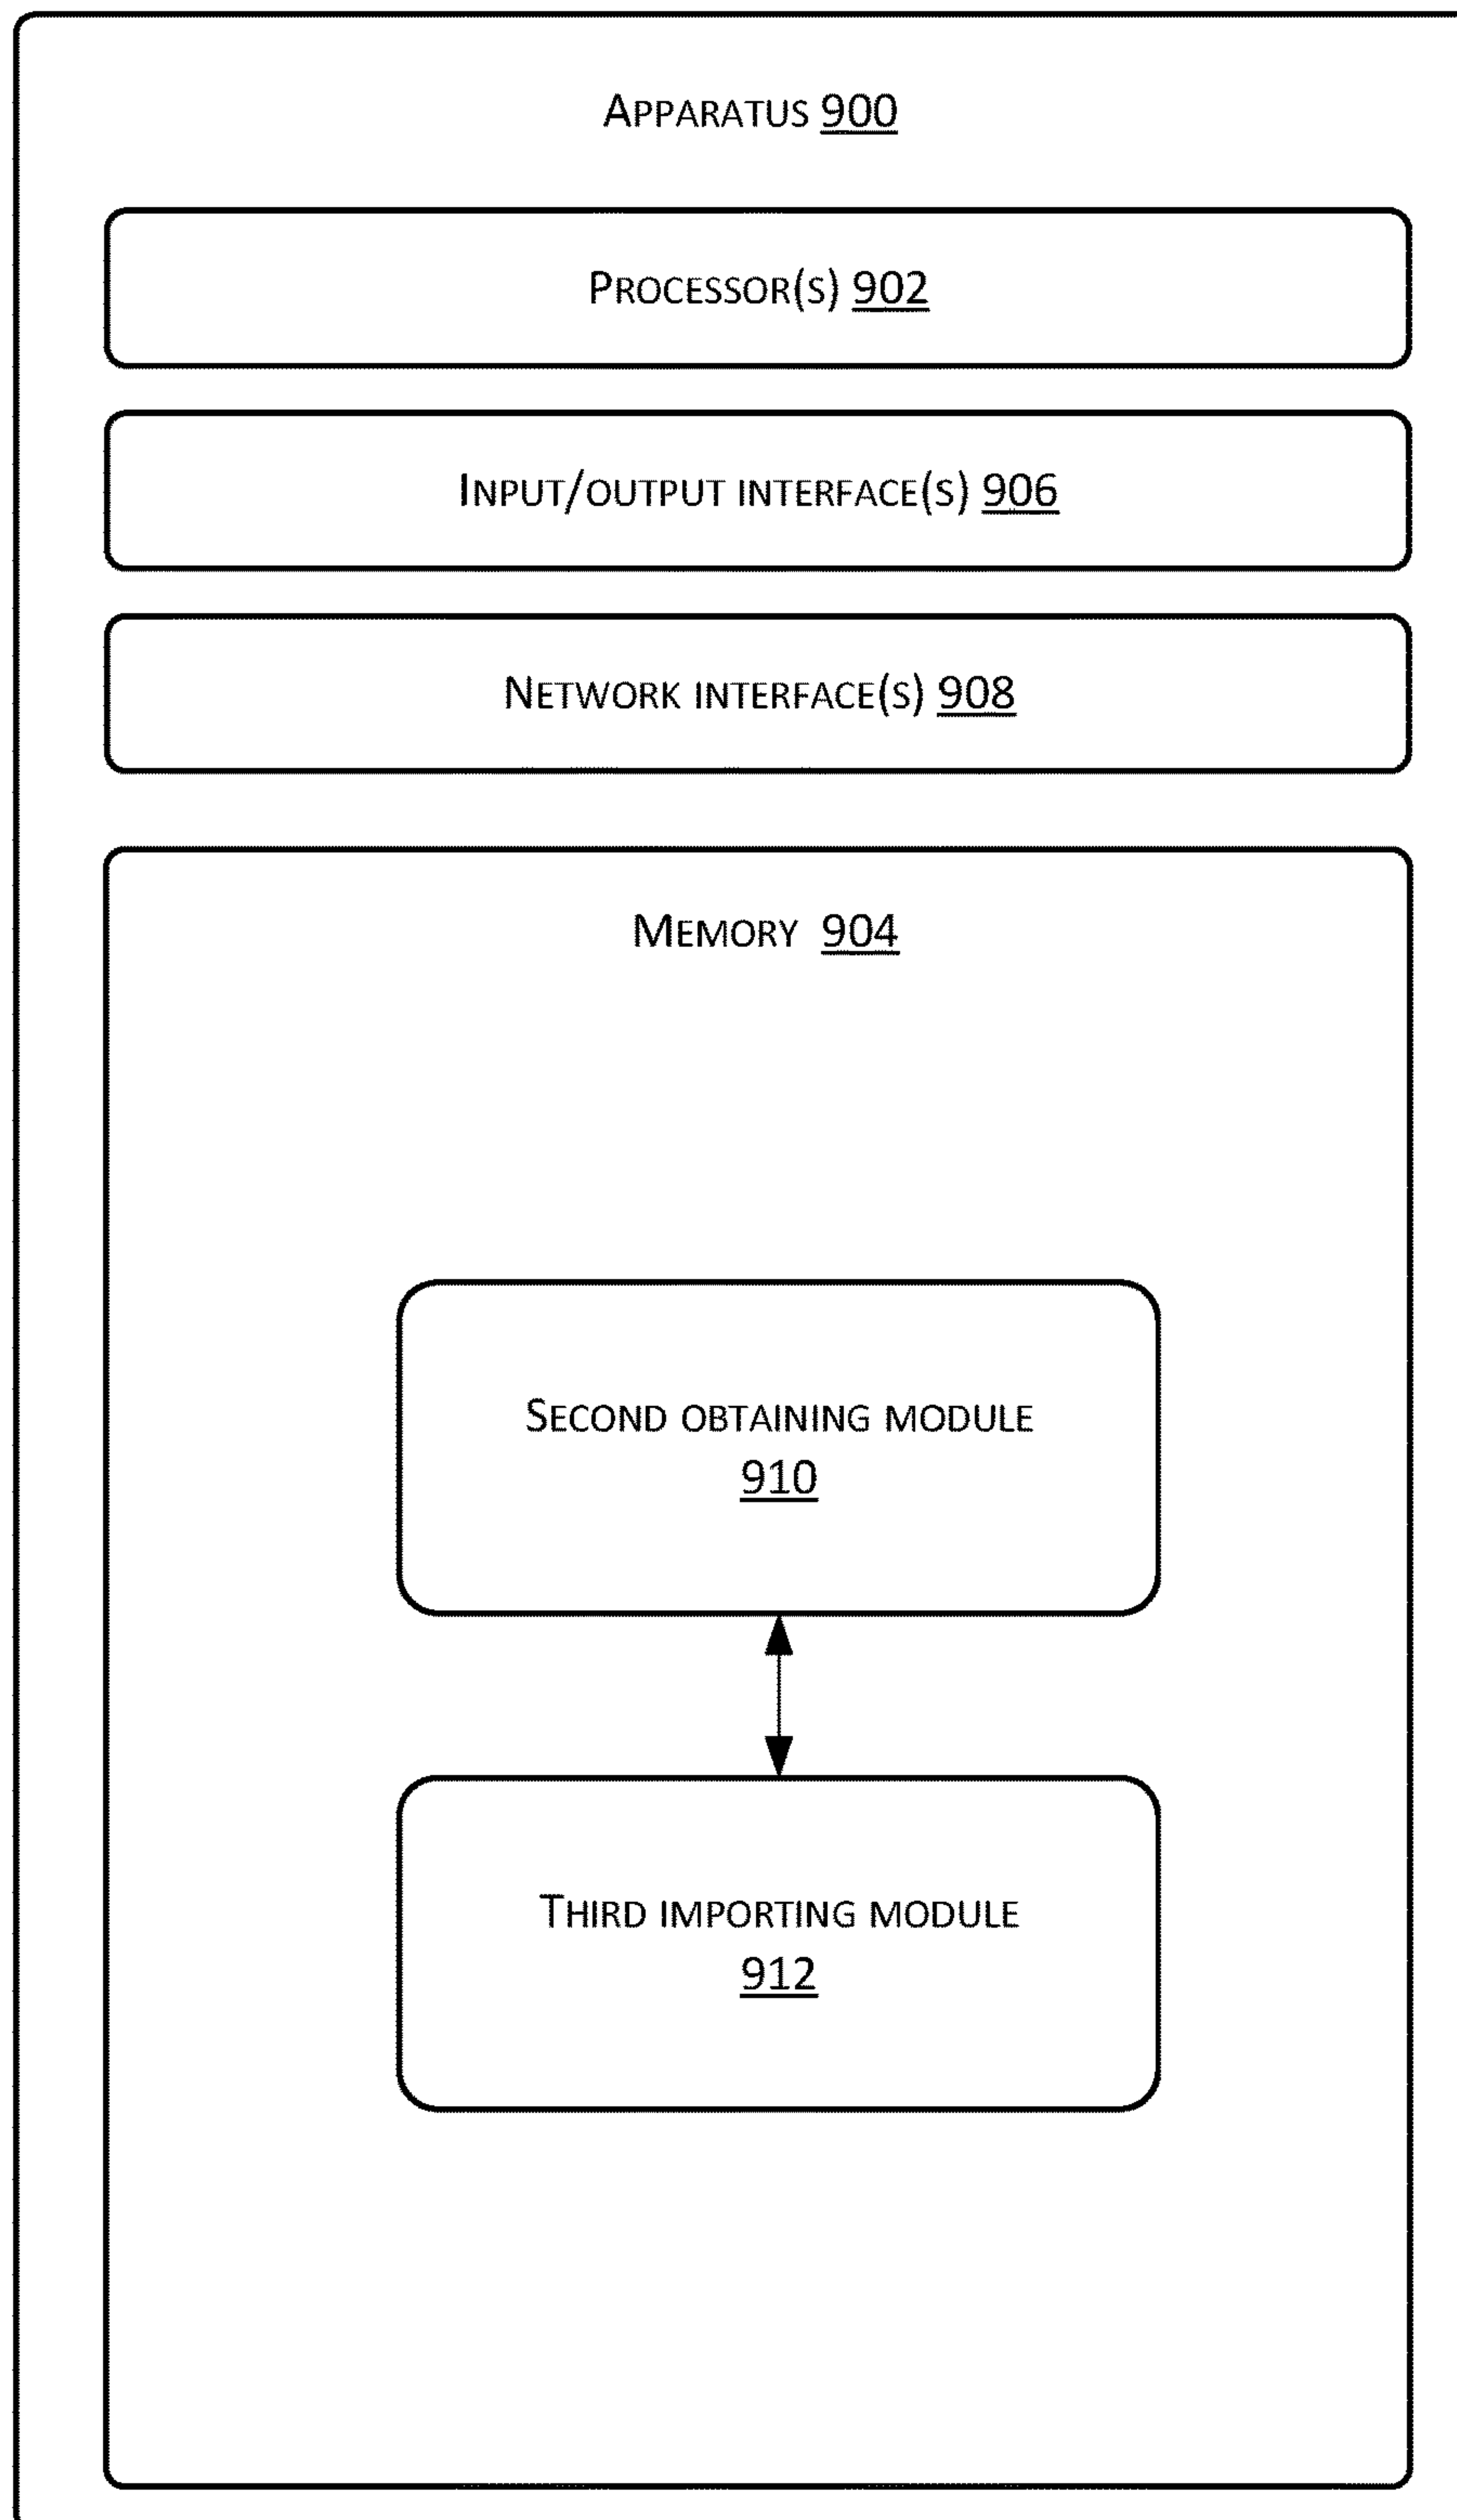 APPARATUS 900
PROCESSOR(S) 902
INPUT/OUTPUT INTERFACE(S) 906
NETWORK INTERFACE(S) 908
MEMORY 904
SECOND OBTAINING MODULE
910
THIRD IMPORTING MODULE
912